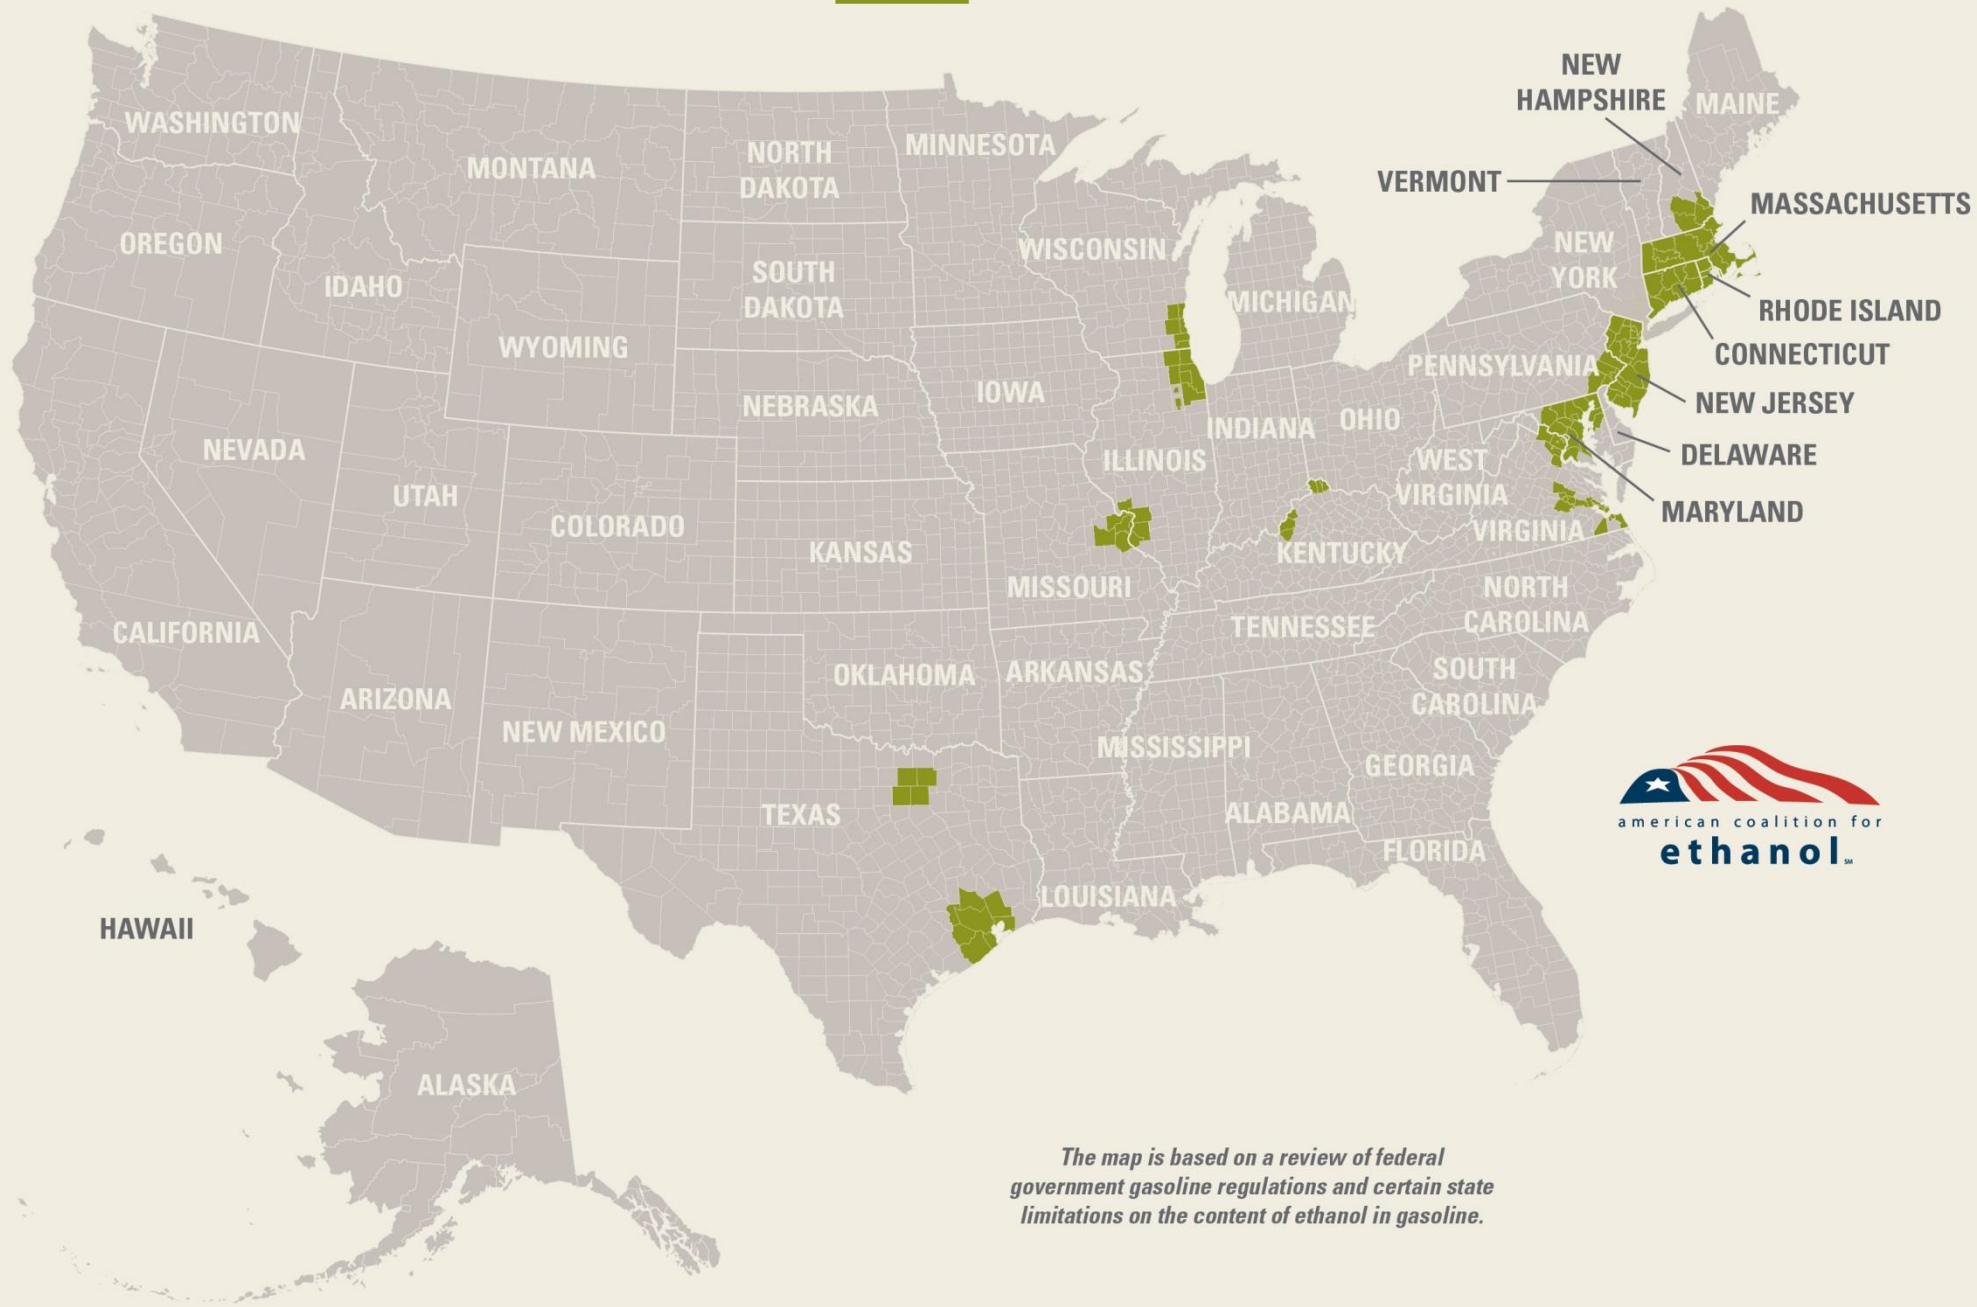 NEW
HAMPSHIRE
MAINE
WASHINGTON
MONTANA
NORTH
DAKOTA
MINNESOTA
VERMONT
MASSACHUSETTS
OREGON
IDAHO
SOUTH
DAKOTA
WISCONSIN
NEW
YORK
MICHIGAN
RHODE ISLAND
WYOMING
CONNECTICUT
PENNSYLVANIA
NEBRASKA
IOWA
NEW JERSEY
INDIANA
OHIO
NEVADA
DELAWARE
ILLINOIS
WEST
VIRGINIA
UTAH
COLORADO
MARYLAND
KANSAS
KENTUCKY
VIRGINIA
MISSOURI
NORTH
CAROLINA
CALIFORNIA
TENNESSEE
OKLAHOMA
ARKANSAS
SOUTH
CAROLINA
ARIZONA
NEW MEXICO
MISSISSIPPI
GEORGIA
TEXAS
ALABAMA
american coalition for
ethanol
SM
FLORIDA
LOUISIANA
HAWAII
ALASKA
The map is based on a review of federal
government gasoline regulations and certain state
limitations on the content of ethanol in gasoline.